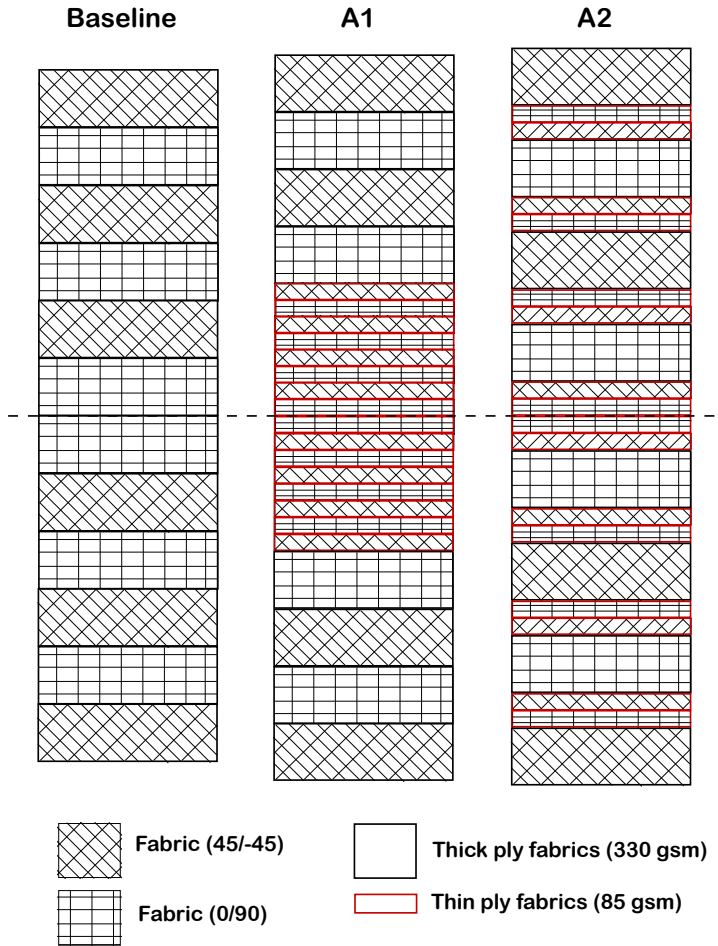 Baseline A1 A2
Fabric (45/-45)
Thick ply fabrics (330 gsm)
Fabric (0/90)
Thin ply fabrics (85 gsm)